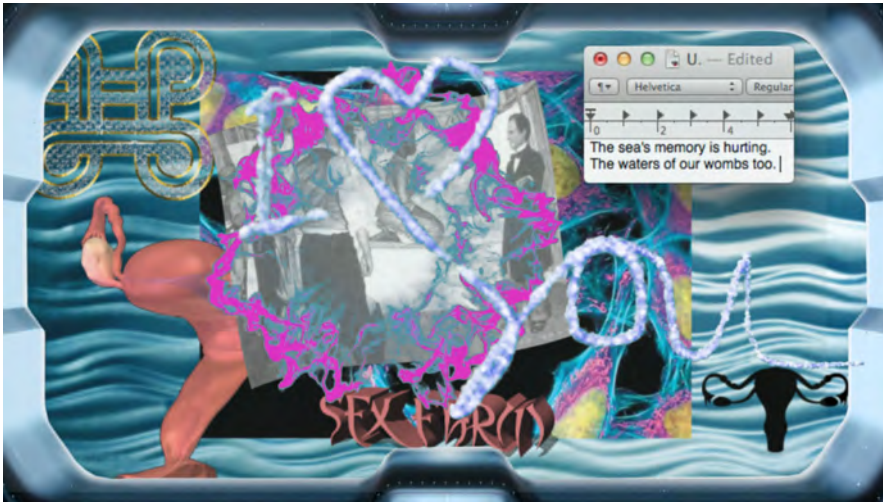 U. — Edited
Helvetica Regular
0 2 4
The sea's memory is hurting.
The waters of our wombs too.
I ♥ you
SEX